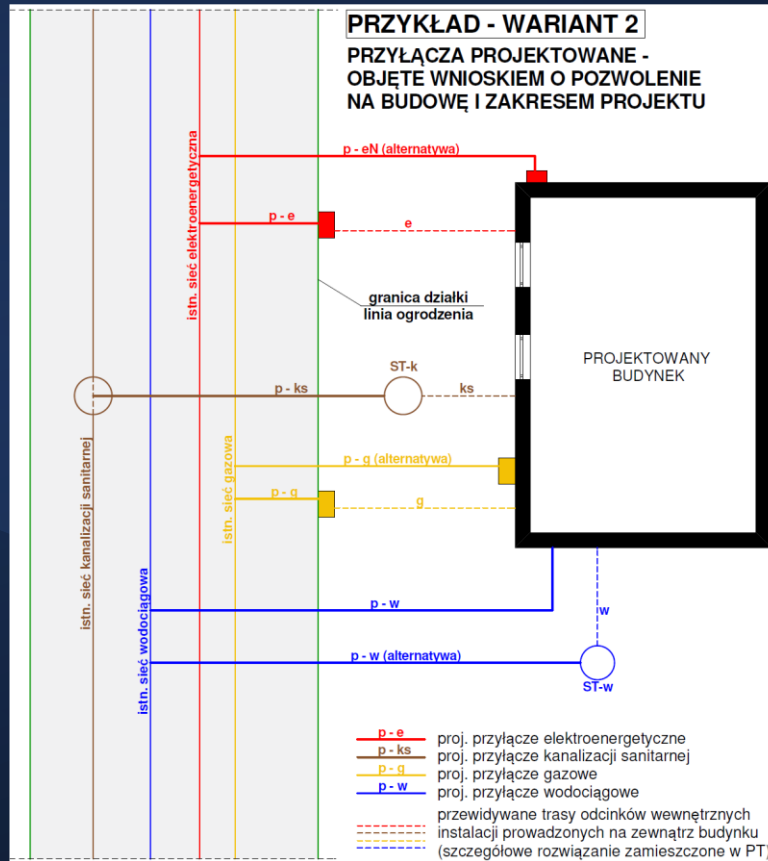 PRZYKŁAD - WARIANT 2
PRZYŁĄCZA PROJEKTOWANE -
OBJĘTE WNIOSKIEM O POZWOLENIE
NA BUDOWĘ I ZAKRESEM PROJEKTU
istn. sieć elektroenergetyczna
p - eN (alternatywa)
p - e
e
granica działki
linia ogrodzenia
PROJEKTOWANY
BUDYNEK
ST-k
p - ks
ks
istn. sieć kanalizacji sanitarnej
istn. sieć gazowa
p - g (alternatywa)
p - g
g
istn. sieć wodociągowa
p - w
w
p - w (alternatywa)
ST-w
p - e proj. przyłącze elektroenergetyczne
p - ks proj. przyłącze kanalizacji sanitarnej
p - g proj. przyłącze gazowe
p - w proj. przyłącze wodociągowe
przewidywane trasy odcinków wewnętrznych
instalacji prowadzonych na zewnątrz budynku
(szczegółowe rozwiązanie zamieszczone w PT)